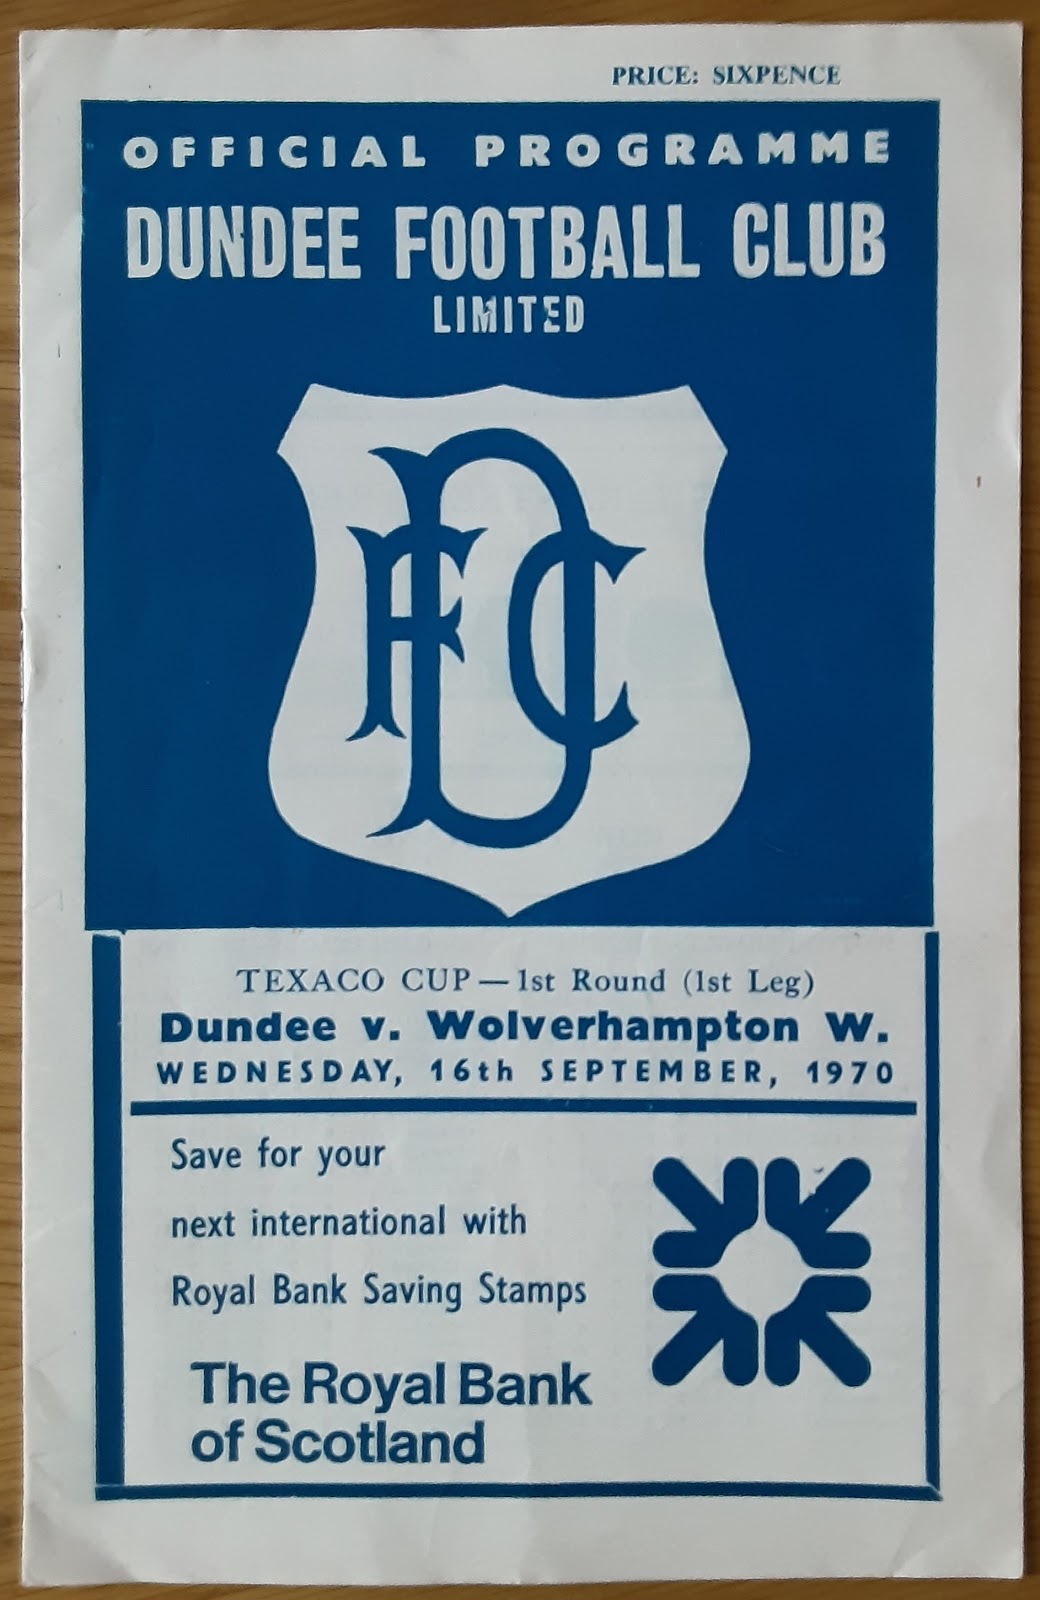 PRICE: SIXPENCE
OFFICIAL PROGRAMME
DUNDEE FOOTBALL CLUB
LIMITED
DFC
TEXACO CUP — 1st Round (1st Leg)
Dundee v. Wolverhampton W.
WEDNESDAY, 16th SEPTEMBER, 1970
Save for your
next international with
Royal Bank Saving Stamps
The Royal Bank
of Scotland